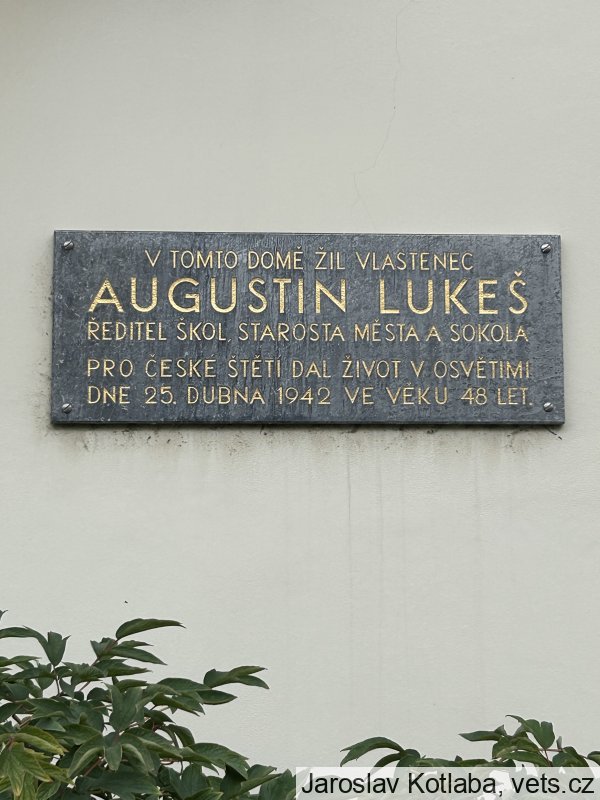 V TOMTO DOMĚ ŽIL VLASTENEC
AUGUSTIN LUKEŠ
ŘEDITEL ŠKOL, STAROSTA MĚSTA A SOKOLA
PRO ČESKÉ ŠTĚTÍ DAL ŽIVOT V OSVĚTIMI
DNE 25. DUBNA 1942 VE VĚKU 48 LET.
Jaroslav Kotlaba, vets.cz